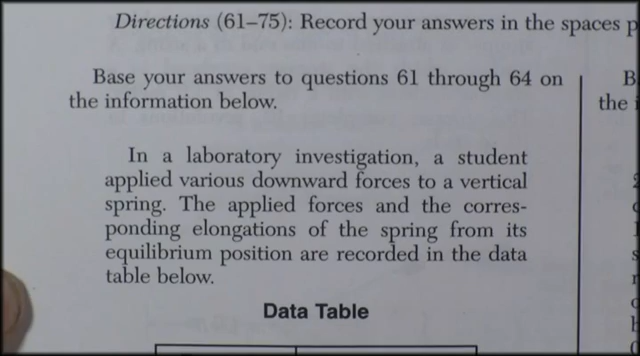 Directions (61–75): Record your answers in the spaces p
Base your answers to questions 61 through 64 on
the information below.
In a laboratory investigation, a student
applied various downward forces to a vertical
spring. The applied forces and the corres-
ponding elongations of the spring from its
equilibrium position are recorded in the data
table below.
Data Table
B
the i